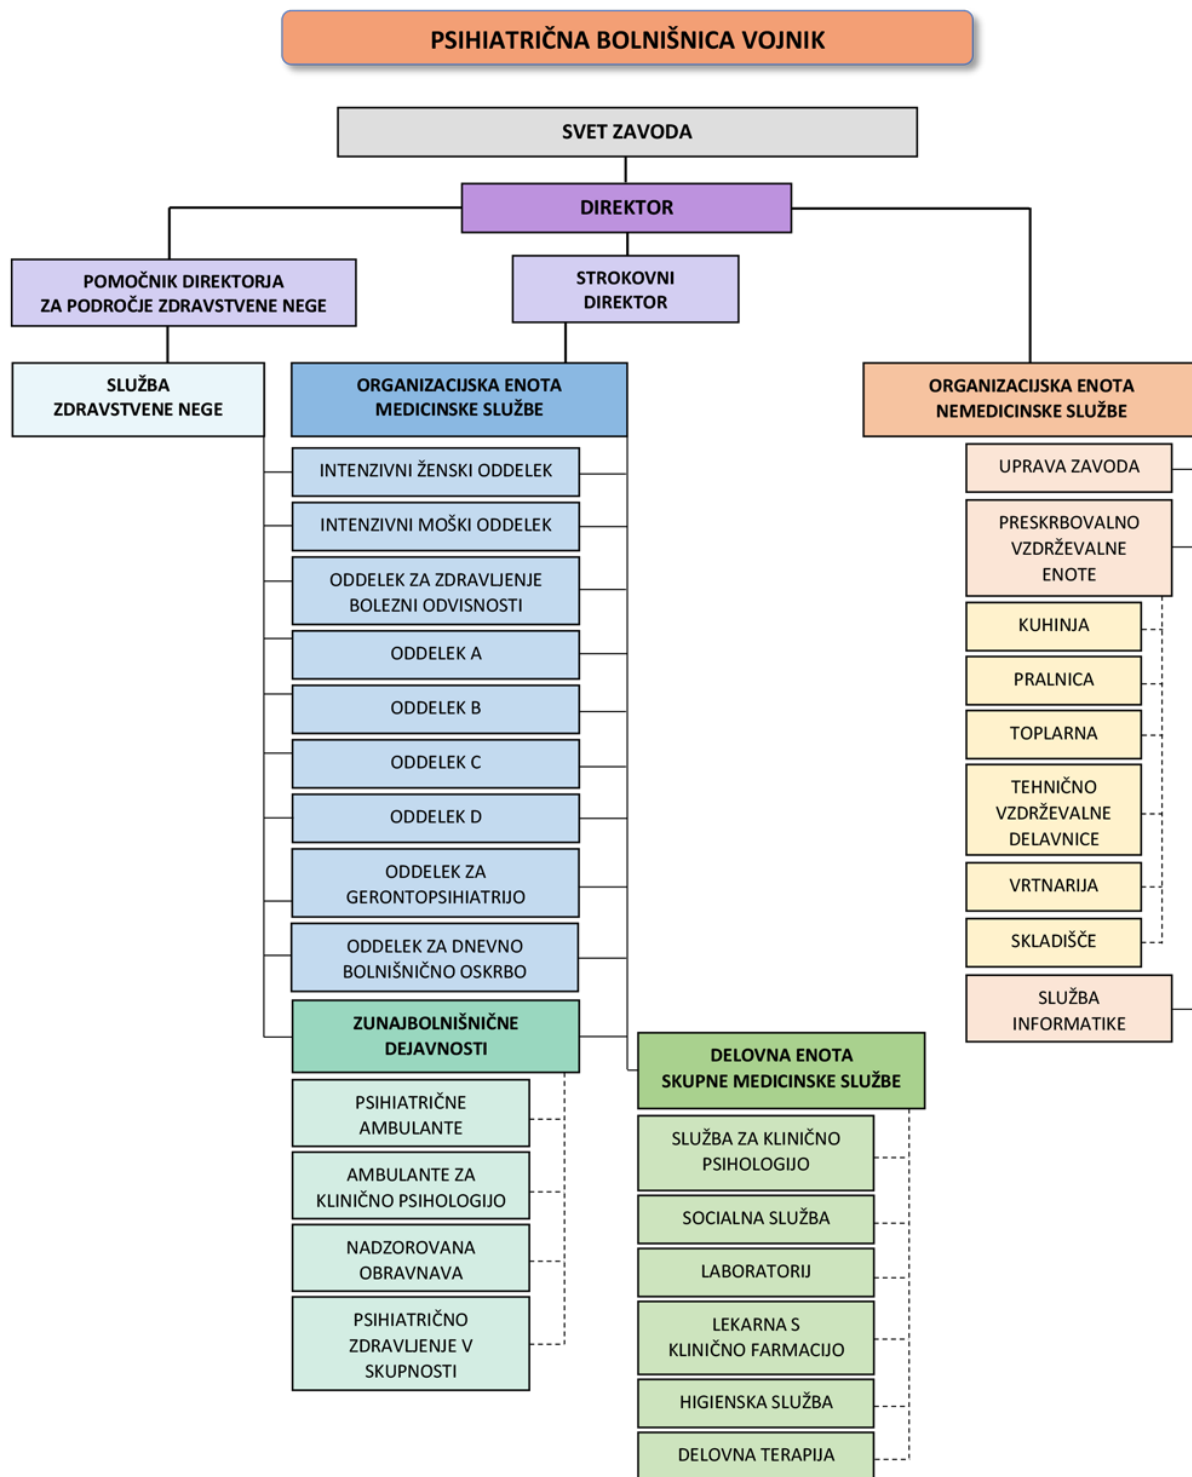 PSIHIATRIČNA BOLNIŠNICA VOJNIK
SVET ZAVODA
DIREKTOR
POMOČNIK DIREKTORJA
ZA PODROČJE ZDRAVSTVENE NEGE
STROKOVNI
DIREKTOR
SLUŽBA
ZDRAVSTVENE NEGE
ORGANIZACIJSKA ENOTA
MEDICINSKE SLUŽBE
INTENZIVNI ŽENSKI ODDELEK
INTENZIVNI MOŠKI ODDELEK
ODDELEK ZA ZDRAVLJENJE
BOLEZNI ODVISNOSTI
ODDELEK A
ODDELEK B
ODDELEK C
ODDELEK D
ODDELEK ZA
GERONTOPSIHIATRIJO
ODDELEK ZA DNEVNO
BOLNIŠNIČNO OSKRBO
ZUNAJBOLNIŠNIČNE
DEJAVNOSTI
PSIHIATRIČNE
AMBULANTE
AMBULANTE ZA
KLINIČNO PSIHOLOGIJO
NADZOROVANA
OBRAVNAVA
PSIHIATRIČNO
ZDRAVLJENJE V
SKUPNOSTI
DELOVNA ENOTA
SKUPNE MEDICINSKE SLUŽBE
SLUŽBA ZA KLINIČNO
PSIHOLOGIJO
SOCIALNA SLUŽBA
LABORATORIJ
LEKARNA S
KLINIČNO FARMACIJO
HIGIENSKA SLUŽBA
DELOVNA TERAPIJA
ORGANIZACIJSKA ENOTA
NEMEDICINSKE SLUŽBE
UPRAVA ZAVODA
PRESKRBOVALNO
VZDRŽEVALNE
ENOTE
KUHINJA
PRALNICA
TOPLARNA
TEHNIČNO
VZDRŽEVALNE
DELAVNICE
VRTNARIJA
SKLADIŠČE
SLUŽBA
INFORMATIKE